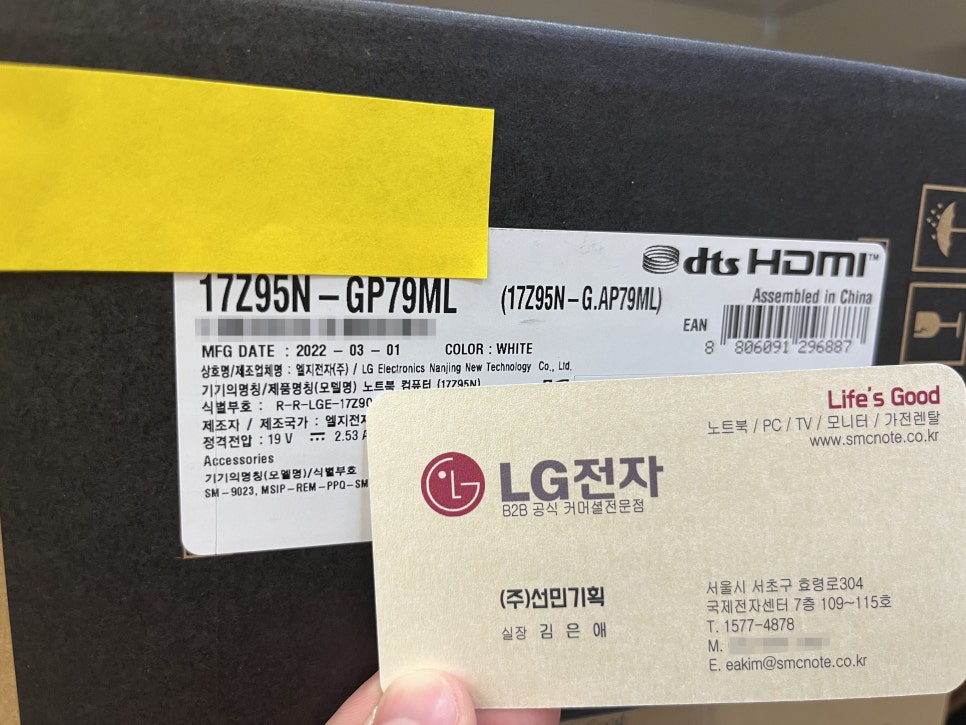 dts HDMI™
17Z95N – GP79ML (17Z95N – G.AP79ML)
Assembled in China
EAN
8 806091 296887
MFG DATE : 2022 – 03 – 01 COLOR : WHITE
상호명/제조업체명 : 엘지전자(주) / LG Electronics Nanjing New Technology Co., Ltd.
기기의명칭/제품명칭(모델명) 노트북 컴퓨터 (17Z95N)
식별부호 : R-R-LGE-17Z90
제조자 / 제조국가 : 엘지전자
정격전압 : 19 V ⎓ 2.53 A
Accessories
기기의명칭(모델명)/식별부호
SM-9023, MSIP-REM-PPQ-SM
Life's Good
노트북 / PC / TV / 모니터 / 가전렌탈
www.smcnote.co.kr
LG전자
B2B 공식 커머셜전문점
(주)선민기획
실장 김 은 애
서울시 서초구 효령로304
국제전자센터 7층 109~115호
T. 1577-4878
M.
E. eakim@smcnote.co.kr